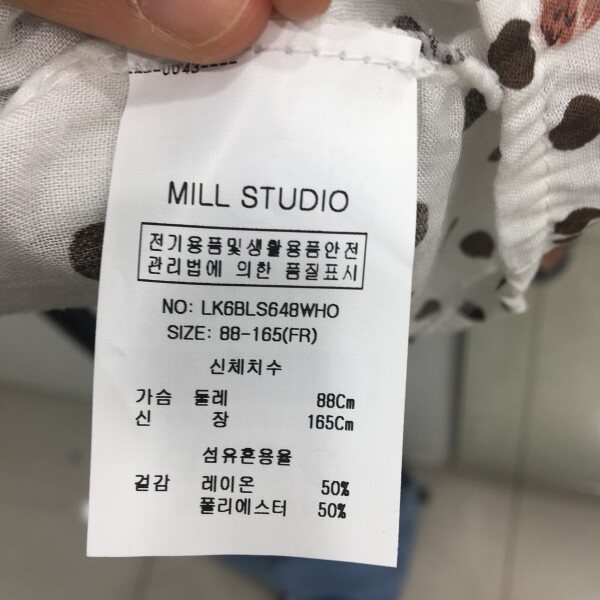 MILL STUDIO
전기용품및생활용품안전
관리법에 의한 품질표시
NO: LK6BLS648WHO
SIZE: 88-165(FR)
신체치수
가슴 둘레 88Cm
신 장 165Cm
섬유혼용율
겉감 레이온 50%
폴리에스터 50%